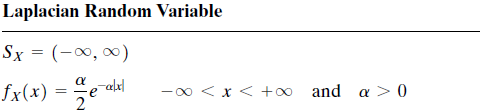 Laplacian Random Variable
S_X = (−∞, ∞)
f_X(x) = α/2 e^{−α|x|}   −∞ < x < +∞ and α > 0